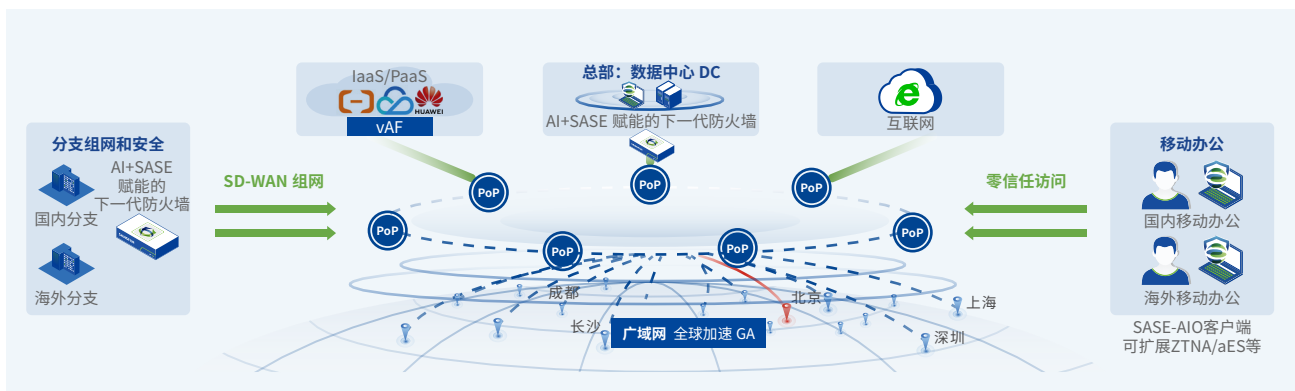 IaaS/PaaS
HUAWEI
vAF
总部：数据中心 DC
AI+SASE 赋能的下一代防火墙
互联网
分支组网和安全
AI+SASE
赋能的
下一代防火墙
国内分支
海外分支
SD-WAN 组网
PoP
PoP
PoP
PoP
PoP
PoP
PoP
零信任访问
移动办公
国内移动办公
海外移动办公
SASE-AIO客户端
可扩展ZTNA/aES等
成都
北京
上海
长沙
深圳
广域网 全球加速 GA